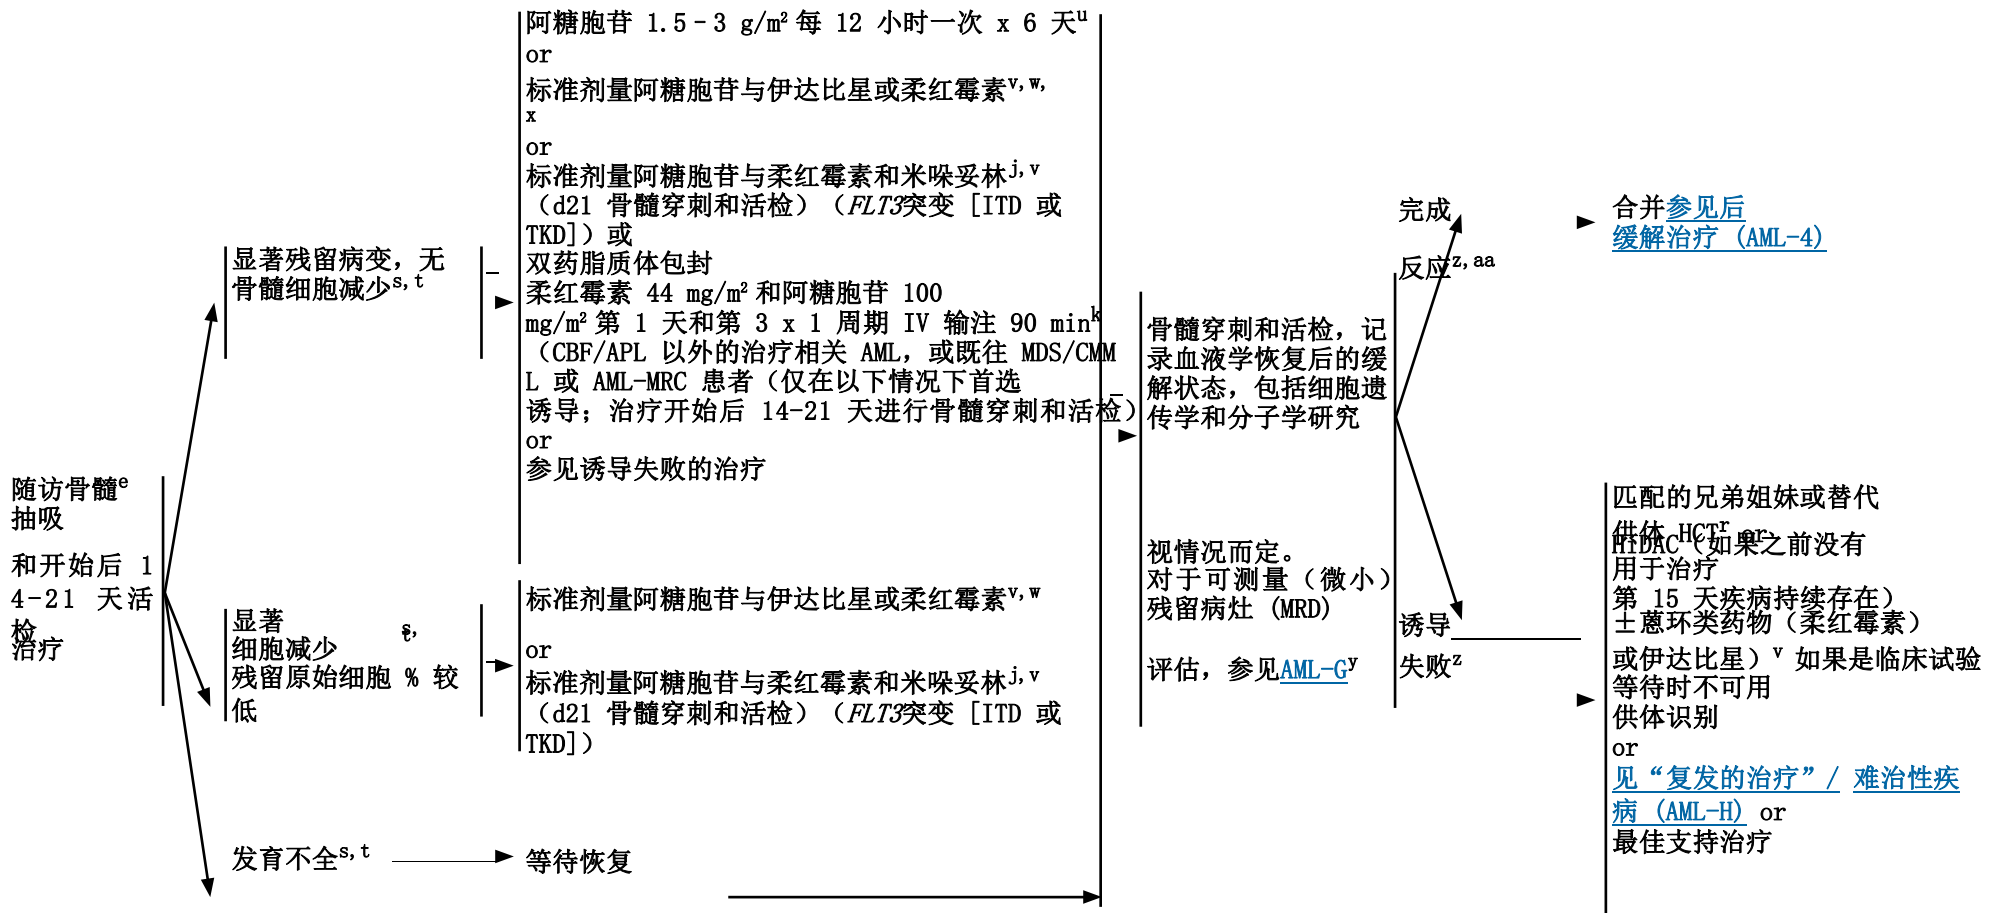 随访骨髓e
抽吸
和开始后 1
4-21 天活
检
治疗
显著残留病变，无
骨髓细胞减少s,t
显著
细胞减少s,t
残留原始细胞 % 较
低
发育不全s,t
阿糖胞苷 1.5–3 g/m²每 12 小时一次 x 6 天u
or
标准剂量阿糖胞苷与伊达比星或柔红霉素v,w,
x
or
标准剂量阿糖胞苷与柔红霉素和米哚妥林j,v
（d21 骨髓穿刺和活检）（FLT3突变 [ITD 或
TKD]）或
双药脂质体包封
柔红霉素 44 mg/m²和阿糖胞苷 100
mg/m²第 1 天和第 3 x 1 周期 IV 输注 90 mink
（CBF/APL 以外的治疗相关 AML，或既往 MDS/CMM
L 或 AML-MRC 患者（仅在以下情况下首选
诱导；治疗开始后 14-21 天进行骨髓穿刺和活检）
or
参见诱导失败的治疗
标准剂量阿糖胞苷与伊达比星或柔红霉素v,w
or
标准剂量阿糖胞苷与柔红霉素和米哚妥林j,v
（d21 骨髓穿刺和活检）（FLT3突变 [ITD 或
TKD]）
等待恢复
骨髓穿刺和活检，记
录血液学恢复后的缓
解状态，包括细胞遗
传学和分子学研究
视情况而定。
对于可测量（微小）
残留病灶 (MRD)
评估，参见AML-Gy
完成
反应z,aa
诱导
失败z
合并参见后
缓解治疗 (AML-4)
匹配的兄弟姐妹或替代
供体 HCTr or
HiDAC（如果之前没有
用于治疗
第 15 天疾病持续存在）
±蒽环类药物（柔红霉素）
或伊达比星）v 如果是临床试验
等待时不可用
供体识别
or
见“复发的治疗”/ 难治性疾
病 (AML-H) or
最佳支持治疗